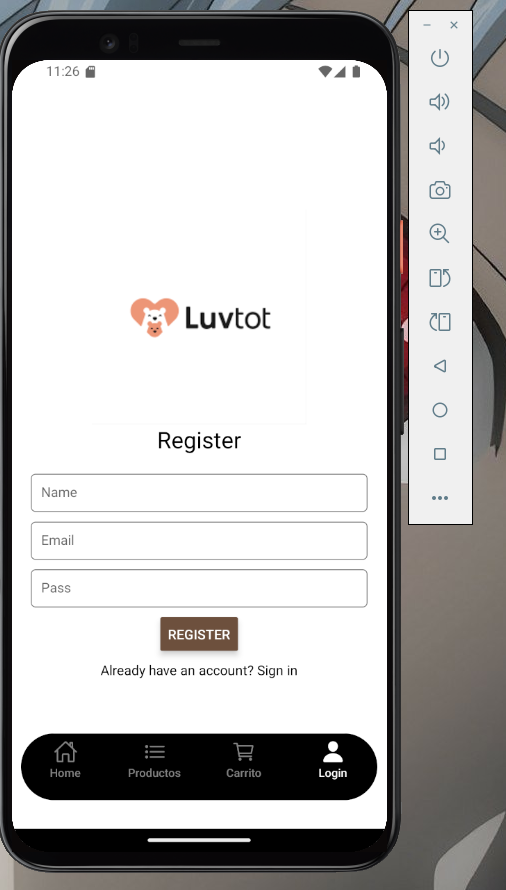 11:26
Luvtot
Register
Name
Email
Pass
REGISTER
Already have an account? Sign in
Home
Productos
Carrito
Login